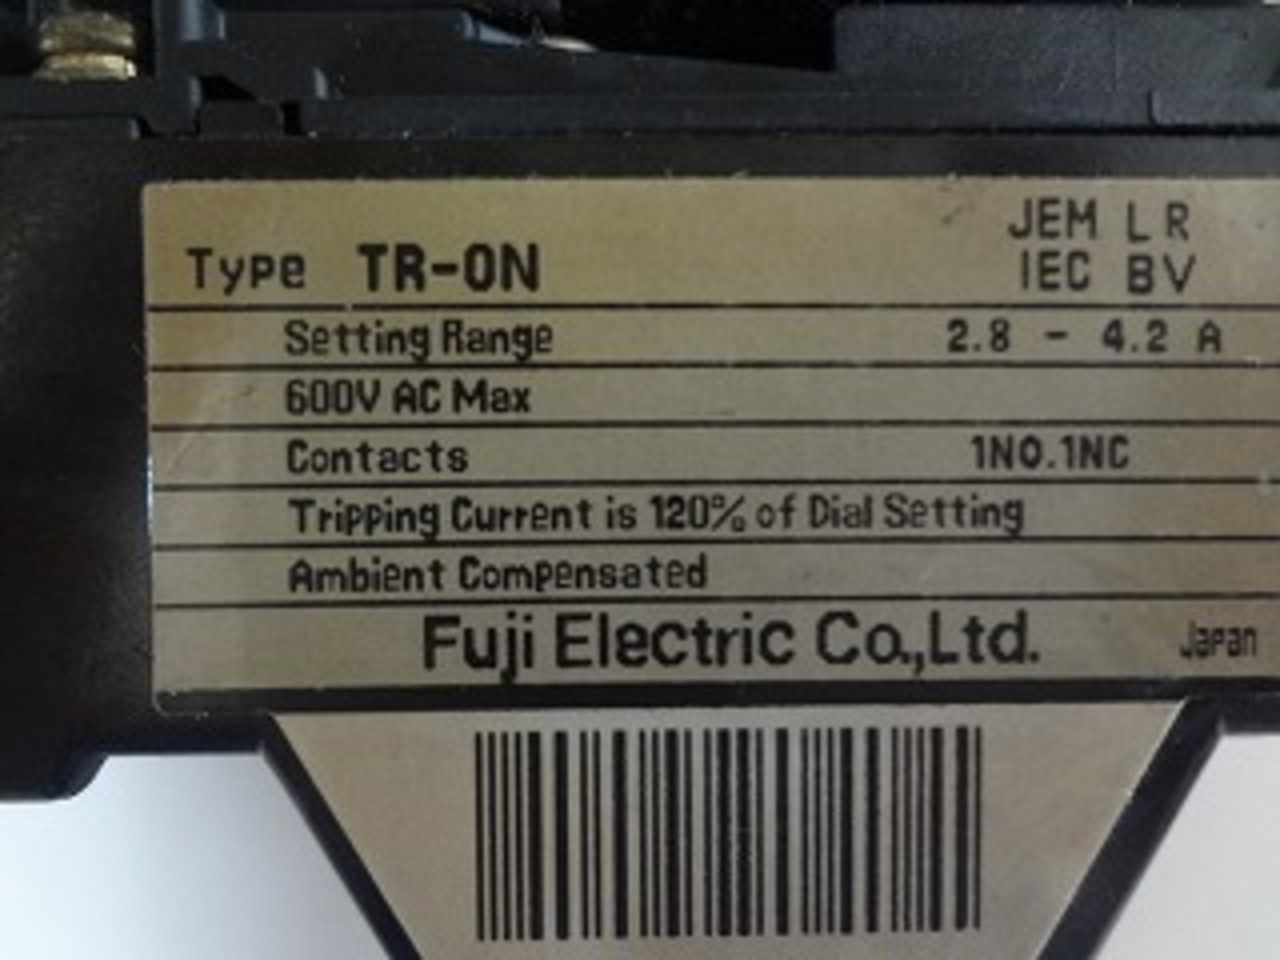 JEM LR
Type TR-0N IEC BV
Setting Range 2.8 - 4.2 A
600V AC Max
Contacts 1NO.1NC
Tripping Current is 120% of Dial Setting
Ambient Compensated
Fuji Electric Co.,Ltd. Japan